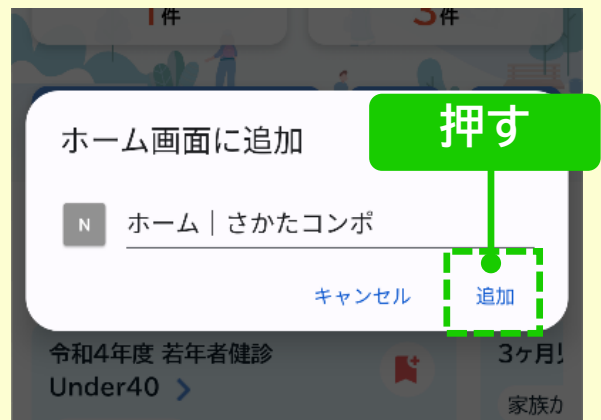 1件
3件
押す
ホーム画面に追加
N
ホーム｜さかたコンポ
キャンセル
追加
令和4年度 若年者健診
Under40
3ヶ月
家族か